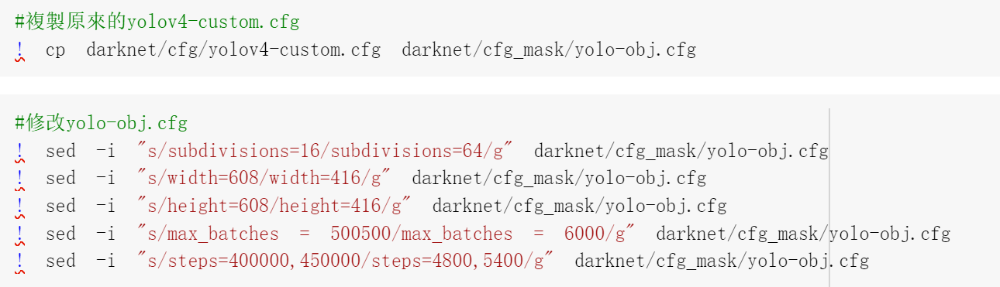 #複製原來的yolov4-custom.cfg
! cp darknet/cfg/yolov4-custom.cfg darknet/cfg_mask/yolo-obj.cfg
#修改yolo-obj.cfg
! sed -i "s/subdivisions=16/subdivisions=64/g" darknet/cfg_mask/yolo-obj.cfg
! sed -i "s/width=608/width=416/g" darknet/cfg_mask/yolo-obj.cfg
! sed -i "s/height=608/height=416/g" darknet/cfg_mask/yolo-obj.cfg
! sed -i "s/max_batches = 500500/max_batches = 6000/g" darknet/cfg_mask/yolo-obj.cfg
! sed -i "s/steps=400000,450000/steps=4800,5400/g" darknet/cfg_mask/yolo-obj.cfg